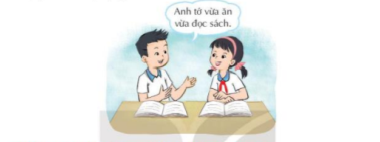 Anh tớ vừa ăn
vừa đọc sách.